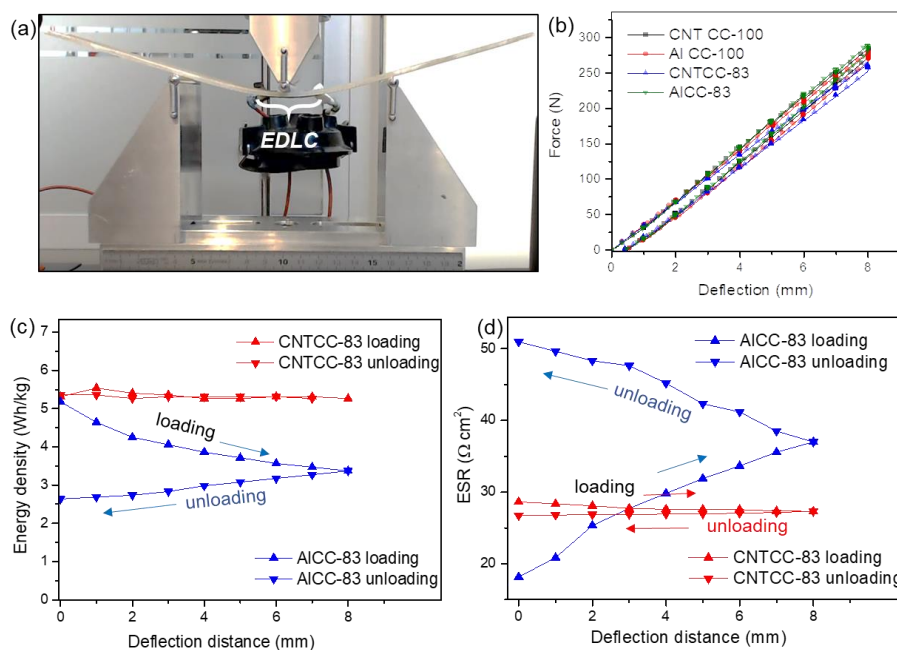 (a)
EDLC
5 10 15 2
(b)
CNT CC-100
Al CC-100
CNTCC-83
AlCC-83
Force (N)
300
250
200
150
100
50
0
0 2 4 6 8
Deflection (mm)
(c)
CNTCC-83 loading
CNTCC-83 unloading
loading
unloading
AlCC-83 loading
AlCC-83 unloading
Energy density (Wh/kg)
7
6
5
4
3
2
1
0
0 2 4 6 8
Deflection distance (mm)
(d)
AlCC-83 loading
AlCC-83 unloading
unloading
loading
unloading
CNTCC-83 loading
CNTCC-83 unloading
ESR (Ω cm²)
50
40
30
20
0 2 4 6 8
Deflection distance (mm)